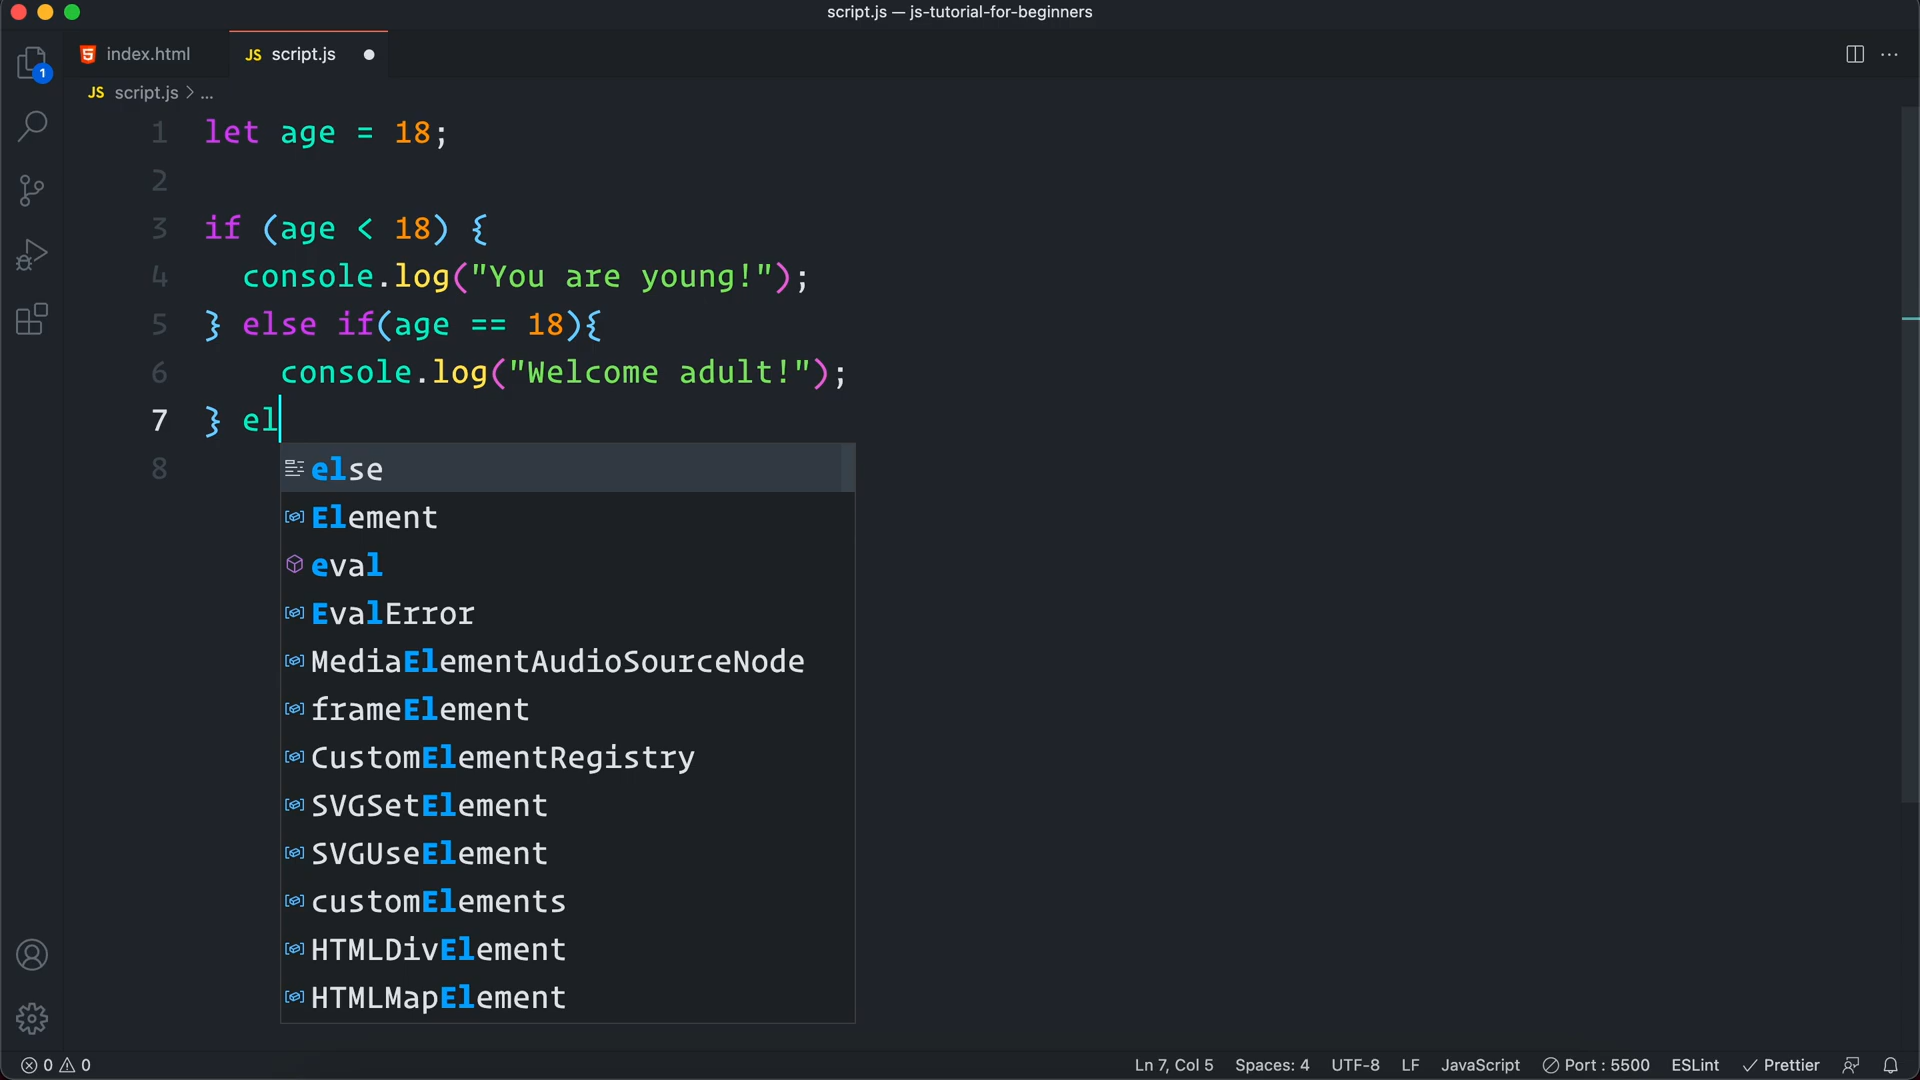 script.js — js-tutorial-for-beginners
index.html
JS script.js
1
JS script.js > ...
1 let age = 18;
2
3 if (age < 18) {
4 console.log("You are young!");
5 } else if(age == 18){
6 console.log("Welcome adult!");
7 } el
8
else
Element
eval
EvalError
MediaElementAudioSourceNode
frameElement
CustomElementRegistry
SVGSetElement
SVGUseElement
customElements
HTMLDivElement
HTMLMapElement
0 0 Ln 7, Col 5 Spaces: 4 UTF-8 LF JavaScript Port : 5500 ESLint Prettier